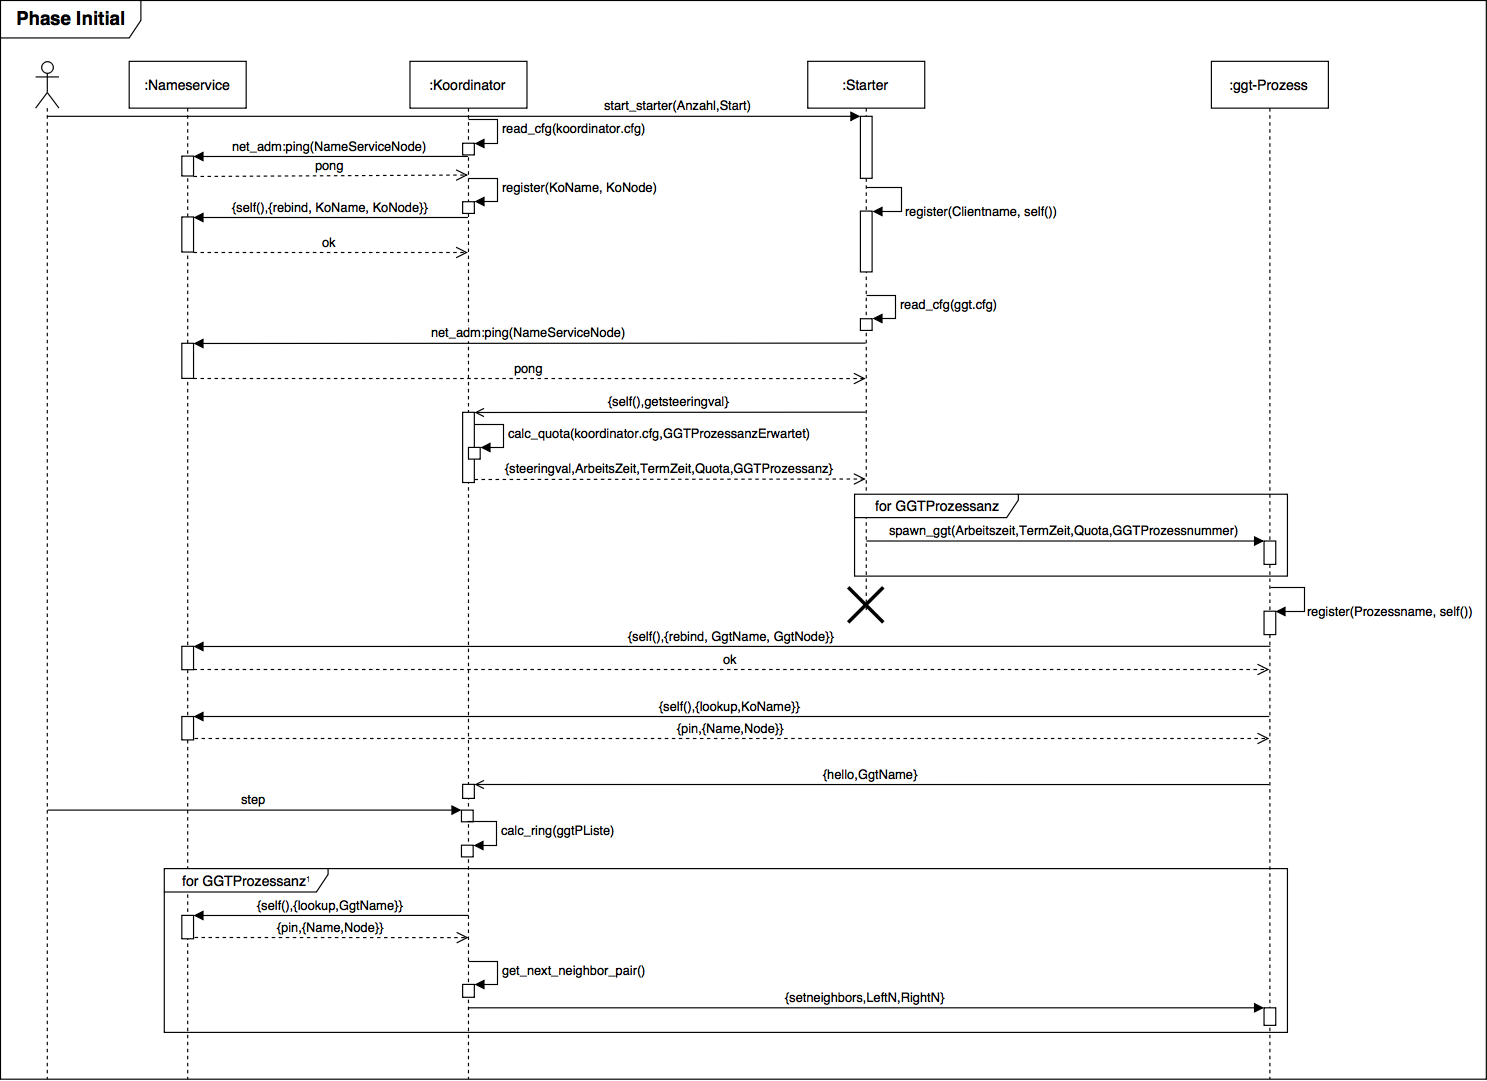 Phase Initial
:Nameservice
:Koordinator
:Starter
:ggt-Prozess
start_starter(Anzahl,Start)
read_cfg(koordinator.cfg)
net_adm:ping(NameServiceNode)
pong
register(KoName, KoNode)
{self(),{rebind, KoName, KoNode}}
register(Clientname, self())
ok
read_cfg(ggt.cfg)
net_adm:ping(NameServiceNode)
pong
{self(),getsteeringval}
calc_quota(koordinator.cfg,GGTProzessanzErwartet)
{steeringval,ArbeitsZeit,TermZeit,Quota,GGTProzessanz}
for GGTProzessanz
spawn_ggt(Arbeitszeit,TermZeit,Quota,GGTProzessnummer)
register(Prozessname, self())
{self(),{rebind, GgtName, GgtNode}}
ok
{self(),{lookup,KoName}}
{pin,{Name,Node}}
{hello,GgtName}
step
calc_ring(ggtPListe)
for GGTProzessanz¹
{self(),{lookup,GgtName}}
{pin,{Name,Node}}
get_next_neighbor_pair()
{setneighbors,LeftN,RightN}